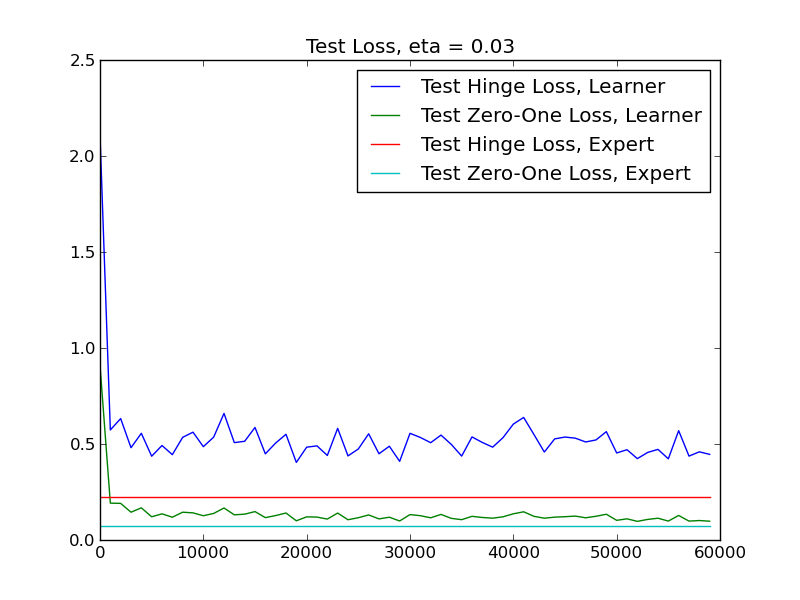 Test Loss, eta = 0.03
2.5
2.0
1.5
1.0
0.5
0.0
Test Hinge Loss, Learner
Test Zero-One Loss, Learner
Test Hinge Loss, Expert
Test Zero-One Loss, Expert
0 10000 20000 30000 40000 50000 60000